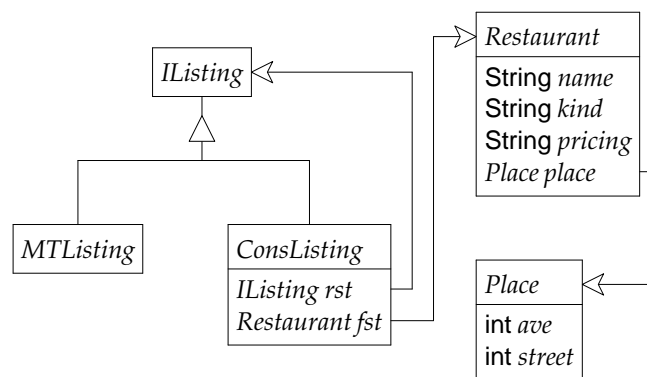 IListing
MTListing
ConsListing
IListing rst
Restaurant fst
Restaurant
String name
String kind
String pricing
Place place
Place
int ave
int street